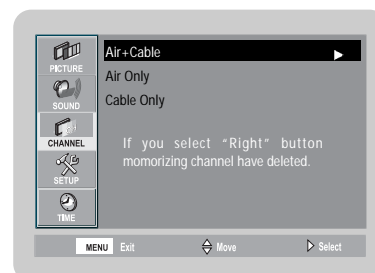 PICTURE
SOUND
CHANNEL
SETUP
TIME
Air+Cable
Air Only
Cable Only
If you select "Right" button
momorizing channel have deleted.
MENU Exit Move Select